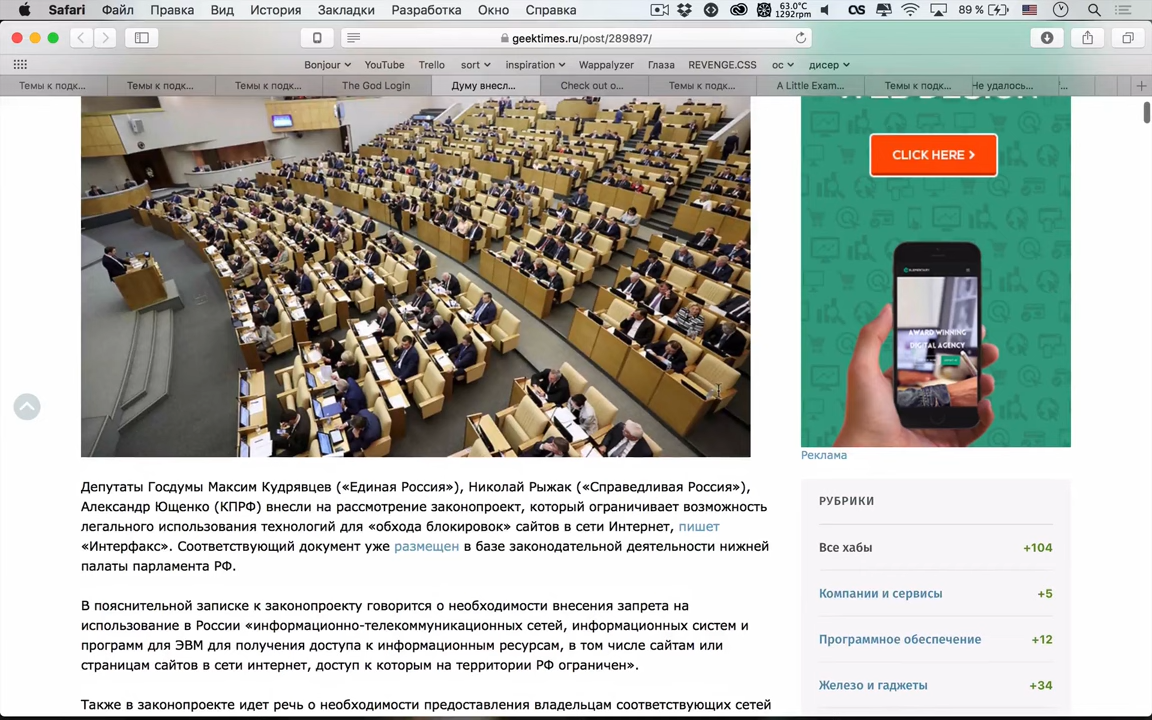 Safari Файл Правка Вид История Закладки Разработка Окно Справка
63.0°C
1292rpm
89 %
geektimes.ru/post/289897/
Bonjour YouTube Trello sort inspiration Wappalyzer Глаза REVENGE.CSS ос дисер
Темы к подк... Темы к подк... Темы к подк... The God Login Думу внесл... Check out o... Темы к подк... A Little Exam... Темы к подк... Не удалось...
CLICK HERE
AWARD WINNING
DIGITAL AGENCY
Реклама
Депутаты Госдумы Максим Кудрявцев («Единая Россия»), Николай Рыжак («Справедливая Россия»),
Александр Ющенко (КПРФ) внесли на рассмотрение законопроект, который ограничивает возможность
легального использования технологий для «обхода блокировок» сайтов в сети Интернет, пишет
«Интерфакс». Соответствующий документ уже размещен в базе законодательной деятельности нижней
палаты парламента РФ.
В пояснительной записке к законопроекту говорится о необходимости внесения запрета на
использование в России «информационно-телекоммуникационных сетей, информационных систем и
программ для ЭВМ для получения доступа к информационным ресурсам, в том числе сайтам или
страницам сайтов в сети интернет, доступ к которым на территории РФ ограничен».
Также в законопроекте идет речь о необходимости предоставления владельцам соответствующих сетей
РУБРИКИ
Все хабы +104
Компании и сервисы +5
Программное обеспечение +12
Железо и гаджеты +34